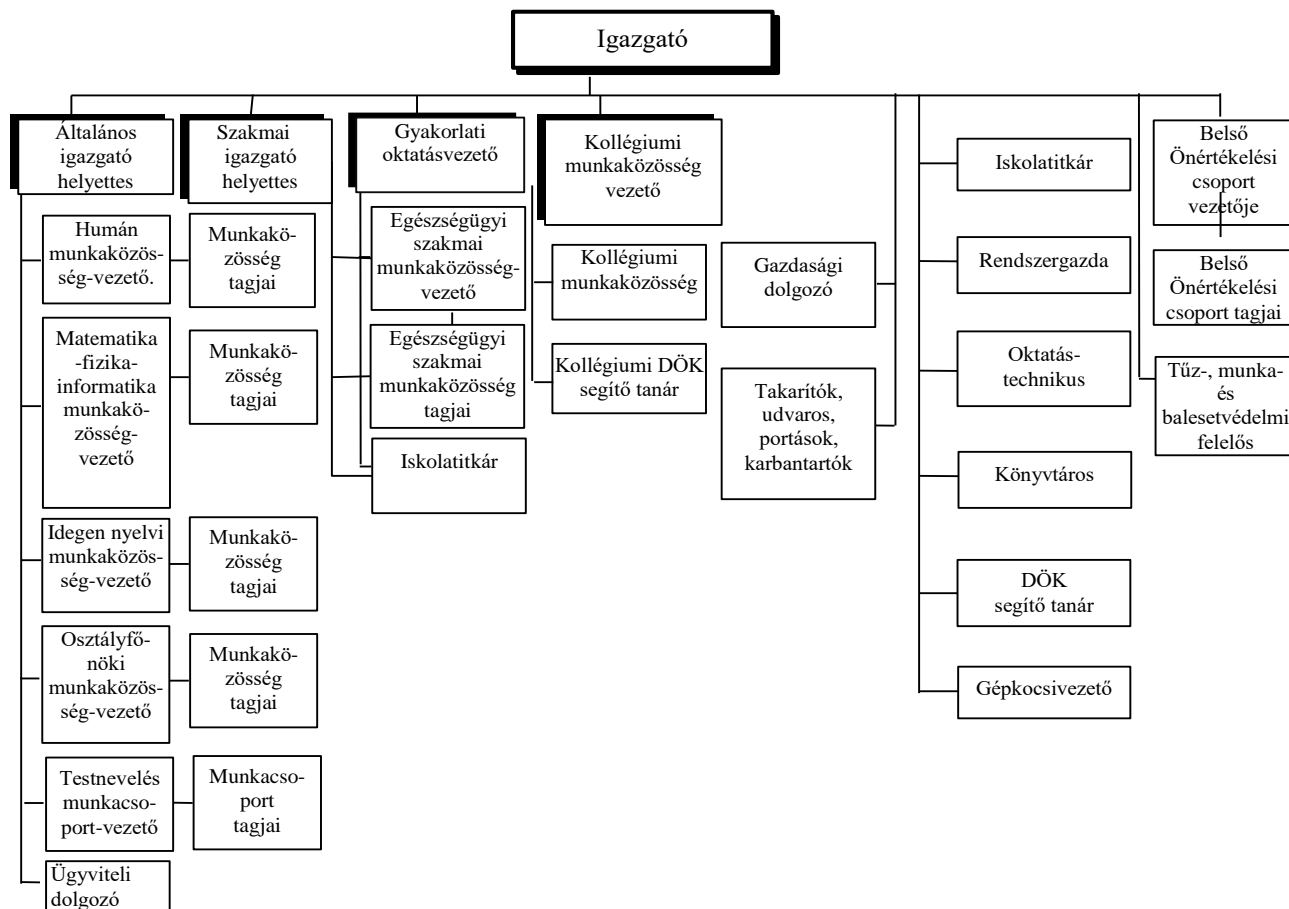 Igazgató
Általános
igazgató
helyettes
Szakmai
igazgató
helyettes
Gyakorlati
oktatásvezető
Kollégiumi
munkaközösség
vezető
Iskolatitkár
Belső
Önértékelési
csoport
vezetője
Humán
munkaközös-
ség-vezető.
Munkakö-
zösség
tagjai
Egészségügyi
szakmai
munkaközösség-
vezető
Kollégiumi
munkaközösség
Gazdasági
dolgozó
Rendszergazda
Belső
Önértékelési
csoport tagjai
Matematika
-fizika-
informatika
munkakö-
zösség-
vezető
Munkakö-
zösség
tagjai
Egészségügyi
szakmai
munkaközösség
tagjai
Kollégiumi DÖK
segítő tanár
Takarítók,
udvaros,
portások,
karbantartók
Oktatás-
technikus
Tűz-, munka-
és
balesetvédelmi
felelős
Iskolatitkár
Könyvtáros
Idegen nyelvi
munkaközös-
ség-vezető
Munkakö-
zösség
tagjai
DÖK
segítő tanár
Osztályfő-
nöki
munkaközös-
ség-vezető
Munkakö-
zösség
tagjai
Gépkocsivezető
Testnevelés
munkacso-
port-vezető
Munkacso-
port
tagjai
Ügyviteli
dolgozó